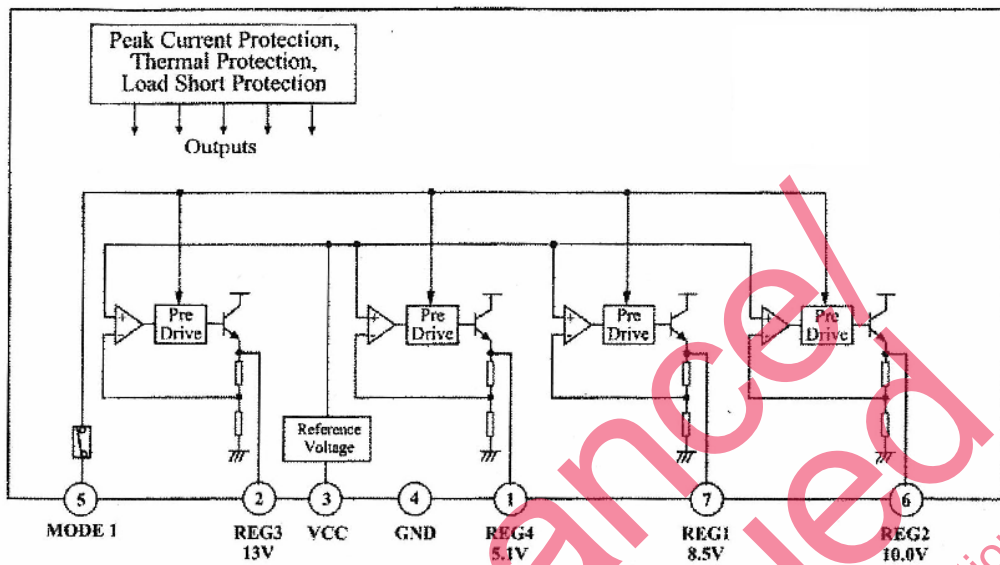 Peak Current Protection,
Thermal Protection,
Load Short Protection
Outputs
+
-
Pre
Drive
+
-
Pre
Drive
+
-
Pre
Drive
+
-
Pre
Drive
Reference
Voltage
5
2
3
4
1
7
6
MODE 1
REG3
VCC
GND
REG4
REG1
REG2
13V
5.1V
8.5V
10.0V